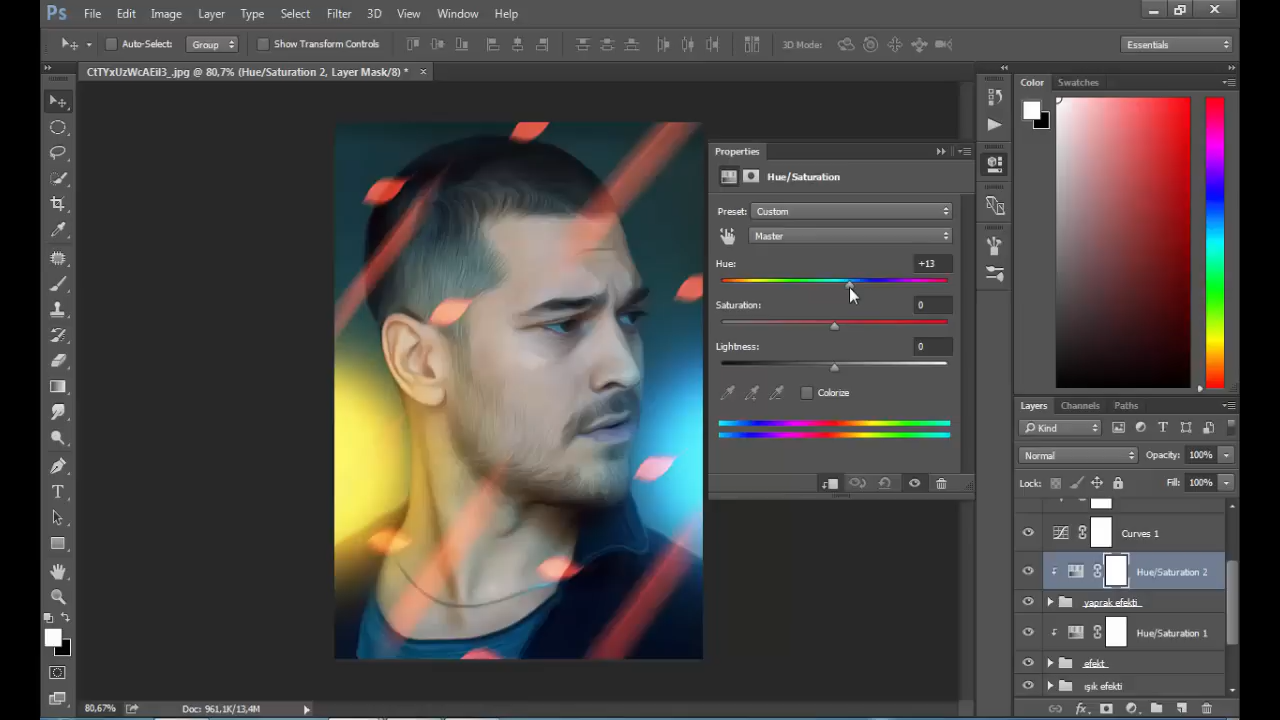 Ps File Edit Image Layer Type Select Filter 3D View Window Help
Auto-Select: Group Show Transform Controls 3D Mode: Essentials
CtTYxUzWcAEiI3_.jpg @ 80,7% (Hue/Saturation 2, Layer Mask/8) *
Color Swatches
Properties
Hue/Saturation
Preset: Custom
Master
Hue: +13
Saturation: 0
Lightness: 0
Colorize
Layers Channels Paths
Kind
Normal Opacity: 100%
Lock: Fill: 100%
Curves 1
Hue/Saturation 2
yaprak efekti
Hue/Saturation 1
efekt
ışık efekti
80,67% Doc: 961,1K/13,4M